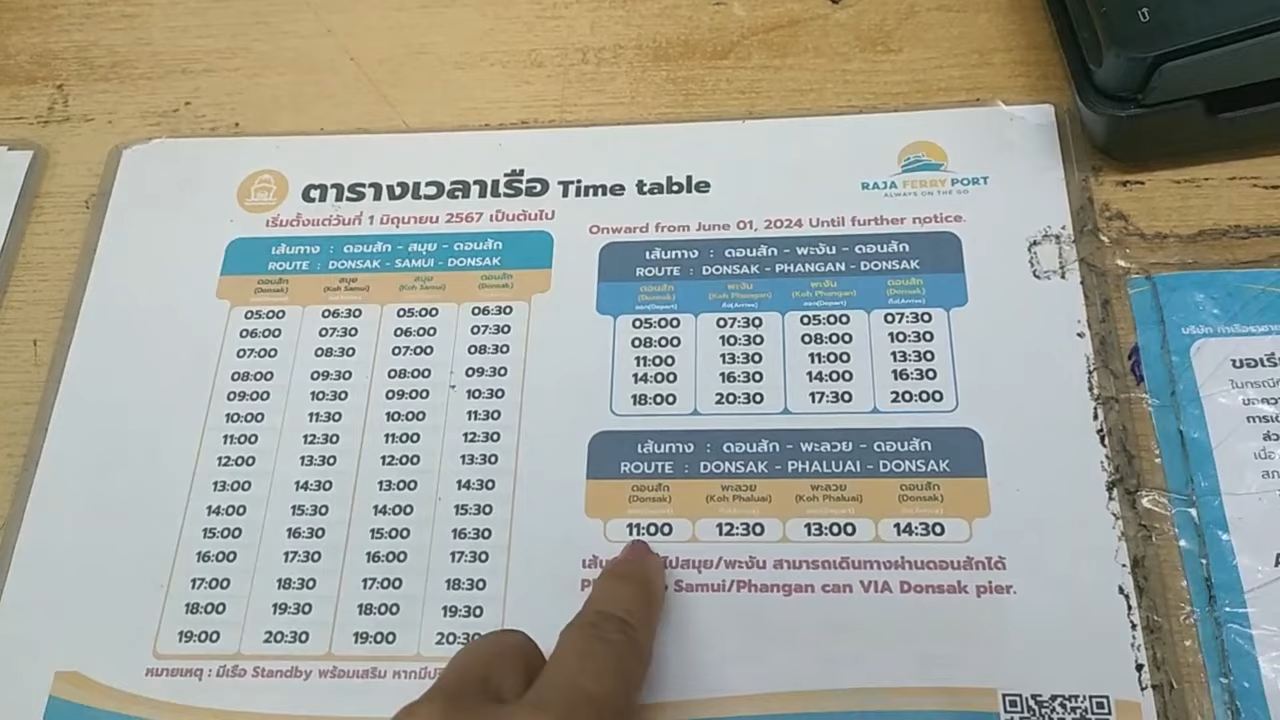 ตารางเวลาเรือ Time table
เริ่มตั้งแต่วันที่ 1 มิถุนายน 2567 เป็นต้นไป
RAJA FERRY PORT
ALWAYS ON THE GO
Onward from June 01, 2024 Until further notice.
เส้นทาง : ดอนสัก - สมุย - ดอนสัก
ROUTE : DONSAK - SAMUI - DONSAK
ดอนสัก สมุย สมุย ดอนสัก
(Donsak) (Koh Samui) (Koh Samui) (Donsak)
05:00 06:30 05:00 06:30
06:00 07:30 06:00 07:30
07:00 08:30 07:00 08:30
08:00 09:30 08:00 09:30
09:00 10:30 09:00 10:30
10:00 11:30 10:00 11:30
11:00 12:30 11:00 12:30
12:00 13:30 12:00 13:30
13:00 14:30 13:00 14:30
14:00 15:30 14:00 15:30
15:00 16:30 15:00 16:30
16:00 17:30 16:00 17:30
17:00 18:30 17:00 18:30
18:00 19:30 18:00 19:30
19:00 20:30 19:00 20:30
หมายเหตุ : มีเรือ Standby พร้อมเสริม หากมี
เส้นทาง : ดอนสัก - พะงัน - ดอนสัก
ROUTE : DONSAK - PHANGAN - DONSAK
ดอนสัก พะงัน พะงัน ดอนสัก
(Donsak) (Koh Phangan) (Koh Phangan) (Donsak)
ออก(Depart) ถึง(Arrive) ออก(Depart) ถึง(Arrive)
05:00 07:30 05:00 07:30
08:00 10:30 08:00 10:30
11:00 13:30 11:00 13:30
14:00 16:30 14:00 16:30
18:00 20:30 17:30 20:00
เส้นทาง : ดอนสัก - พะลวย - ดอนสัก
ROUTE : DONSAK - PHALUAI - DONSAK
ดอนสัก พะลวย พะลวย ดอนสัก
(Donsak) (Koh Phaluai) (Koh Phaluai) (Donsak)
11:00 12:30 13:00 14:30
ไปสมุย/พะงัน สามารถเดินทางผ่านดอนสักได้
Samui/Phangan can VIA Donsak pier.